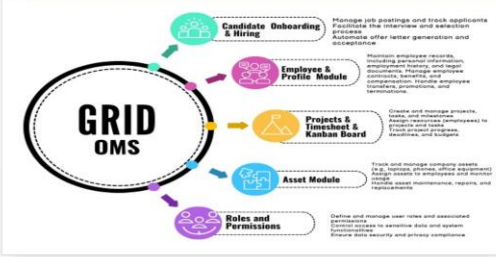 GRID
OMS
Candidate Onboarding
& Hiring
Manage job postings and track applicants
Facilitate the interview and selection
process
Automate offer letter generation and
acceptance
Employee &
Profile Module
Maintain employee records,
including personal information,
employment history, and legal
documents. Manage employee
contracts, benefits, and
compensation. Handle employee
transfers, promotions, and
terminations.
Projects &
Timesheet &
Kanban Board
Create and manage projects,
tasks, and milestones
Assign resources (employees) to
projects and tasks
Track project progress,
deadlines, and budgets
Asset Module
Track and manage company assets
(e.g., laptops, phones, office equipment)
Assign assets to employees and monitor
usage
Handle asset maintenance, repairs, and
replacements
Roles and
Permissions
Define and manage user roles and associated
permissions
Control access to sensitive data and system
functionalities
Ensure data security and privacy compliance